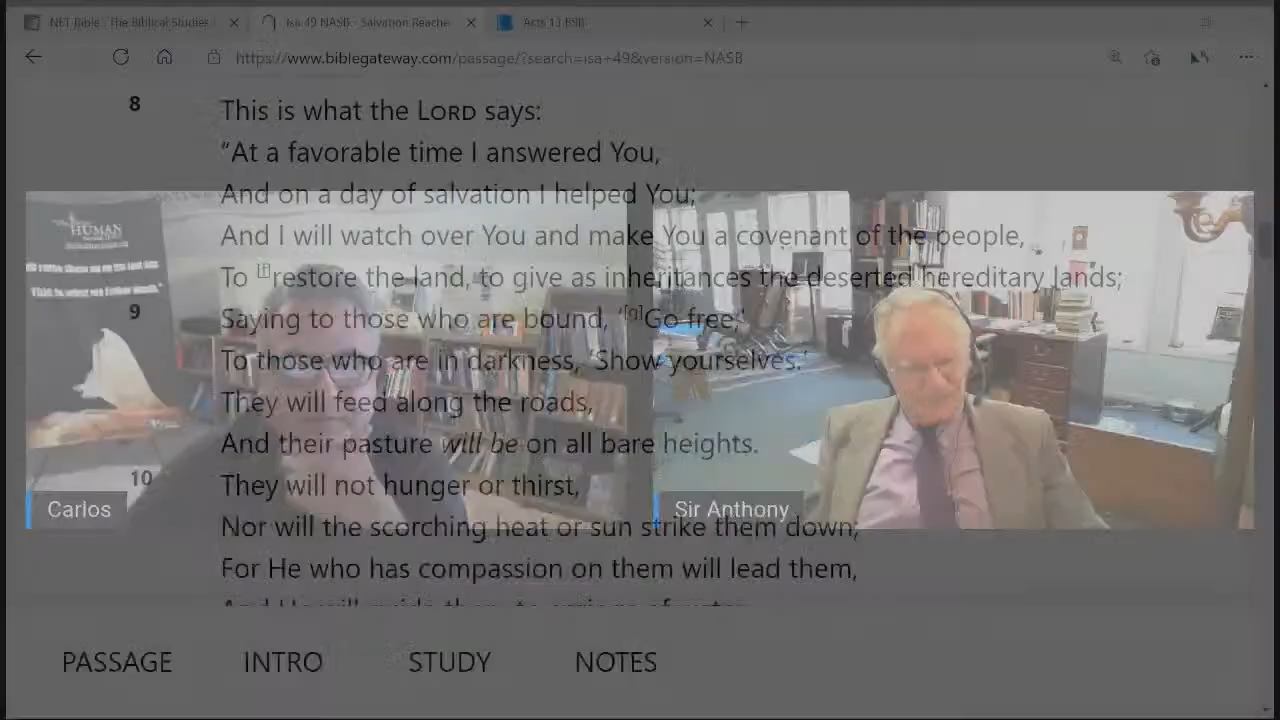 NET Bible - The Biblical Studies
Isa 49 NASB - Salvation Reache
Acts 13 BSB
https://www.biblegateway.com/passage/?search=isa+49&version=NASB
8 This is what the LORD says:
“At a favorable time I answered You,
And on a day of salvation I helped You;
And I will watch over You and make You a covenant of the people,
To [f]restore the land, to give as inheritances the deserted hereditary lands;
9 Saying to those who are bound, ‘[g]Go free,’
To those who are in darkness, ‘Show yourselves.’
They will feed along the roads,
And their pasture will be on all bare heights.
10 They will not hunger or thirst,
Nor will the scorching heat or sun strike them down;
For He who has compassion on them will lead them,
HUMAN
Carlos
Sir Anthony
PASSAGE INTRO STUDY NOTES